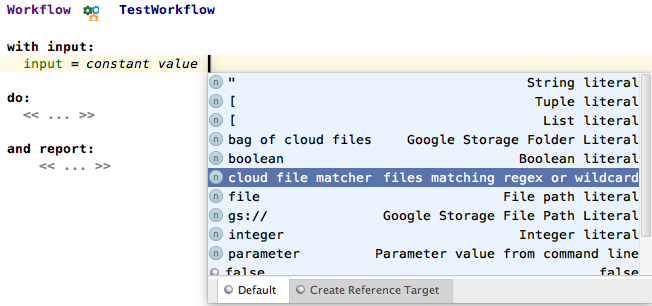 Workflow TestWorkflow
with input:
input = constant value
do:
<< ... >>
and report:
<< ... >>
" String literal
[ Tuple literal
[ List literal
bag of cloud files Google Storage Folder Literal
boolean Boolean literal
cloud file matcher files matching regex or wildcard
file File path literal
gs:// Google Storage File Path Literal
integer Integer literal
parameter Parameter value from command line
false false
Default Create Reference Target